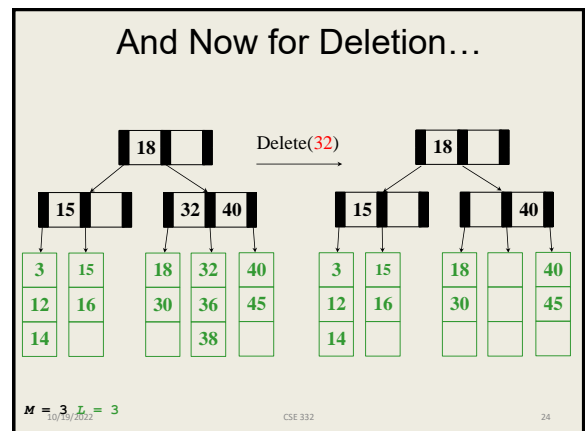 And Now for Deletion…
Delete(32)
18
18
15
32 40
15
40
3 15 18 32 40 3 15 18 40
12 16 30 36 45 12 16 30 45
14 38 14
M = 3 L = 3
10/19/2022 CSE 332 24